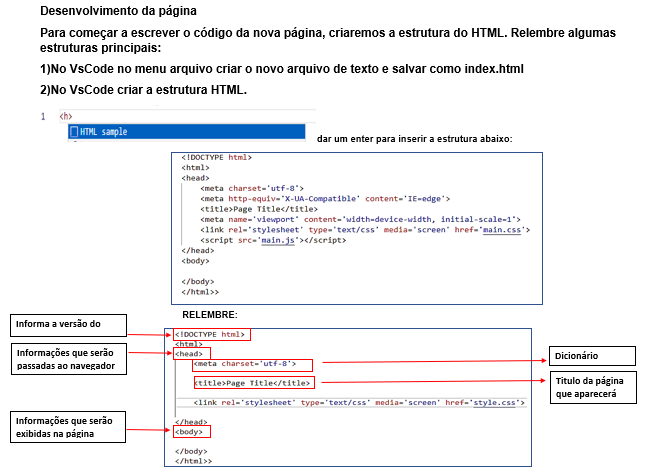 Desenvolvimento da página
Para começar a escrever o código da nova página, criaremos a estrutura do HTML. Relembre algumas
estruturas principais:
1)No VsCode no menu arquivo criar o novo arquivo de texto e salvar como index.html
2)No VsCode criar a estrutura HTML.
1 <h>
HTML sample
dar um enter para inserir a estrutura abaixo:
<!DOCTYPE html>
<html>
<head>
<meta charset='utf-8'>
<meta http-equiv='X-UA-Compatible' content='IE=edge'>
<title>Page Title</title>
<meta name='viewport' content='width=device-width, initial-scale=1'>
<link rel='stylesheet' type='text/css' media='screen' href='main.css'>
<script src='main.js'></script>
</head>
<body>
</body>
</html>>
RELEMBRE:
Informa a versão do
<!DOCTYPE html>
<html>
Informações que serão
passadas ao navegador
<head>
<meta charset='utf-8'>
Dicionário
<title>Page Title</title>
Titulo da página
que aparecerá
<link rel='stylesheet' type='text/css' media='screen' href='style.css'>
</head>
Informações que serão
exibidas na página
<body>
</body>
</html>>